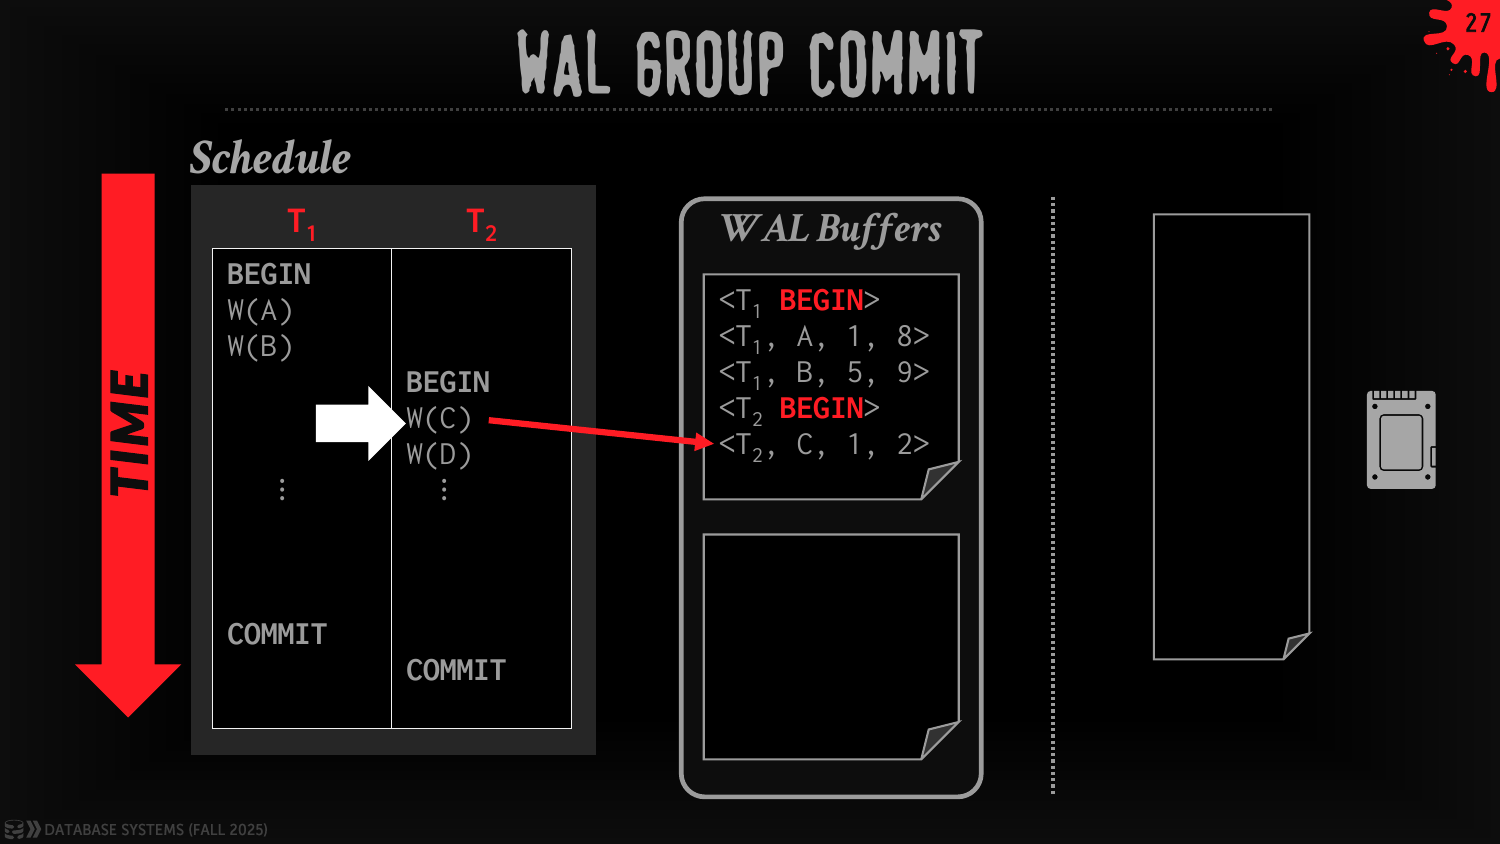 WAL GROUP COMMIT
27
Schedule
TIME
T1
T2
BEGIN
W(A)
W(B)
⋮
COMMIT
BEGIN
W(C)
W(D)
⋮
COMMIT
WAL Buffers
<T1 BEGIN>
<T1, A, 1, 8>
<T1, B, 5, 9>
<T2 BEGIN>
<T2, C, 1, 2>
DATABASE SYSTEMS (FALL 2025)